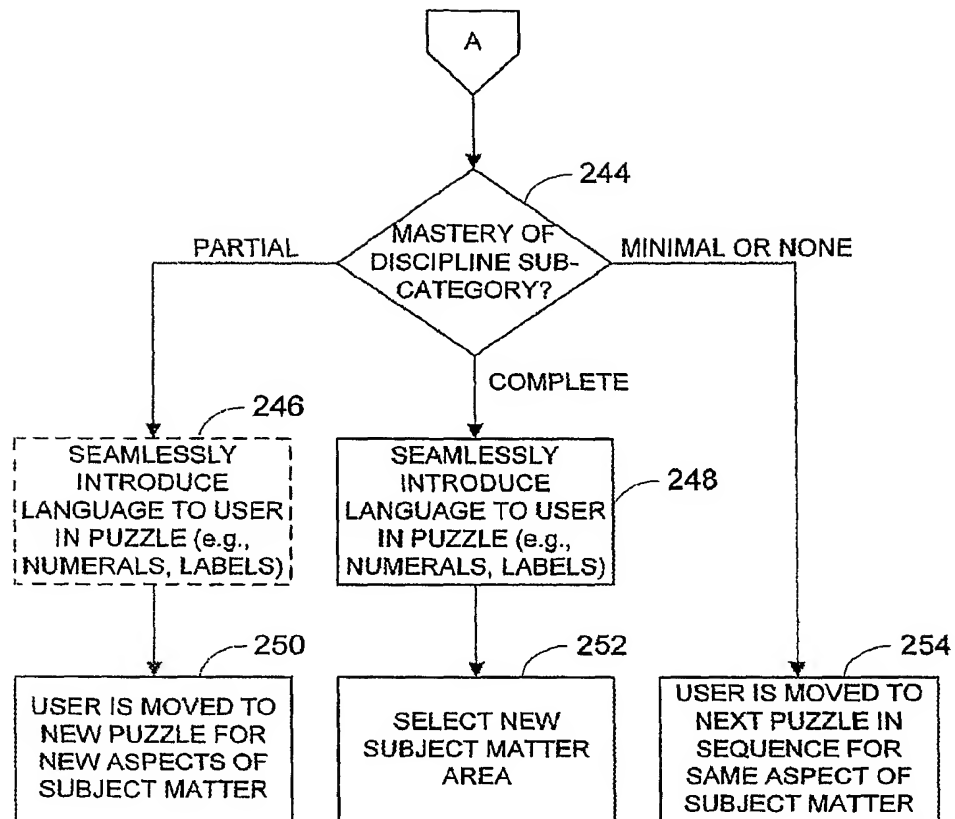 A
244
MASTERY OF
DISCIPLINE SUB-
CATEGORY?
PARTIAL
MINIMAL OR NONE
COMPLETE
246
SEAMLESSLY
INTRODUCE
LANGUAGE TO USER
IN PUZZLE (e.g.,
NUMERALS, LABELS)
248
SEAMLESSLY
INTRODUCE
LANGUAGE TO USER
IN PUZZLE (e.g.,
NUMERALS, LABELS)
250
USER IS MOVED TO
NEW PUZZLE FOR
NEW ASPECTS OF
SUBJECT MATTER
252
SELECT NEW
SUBJECT MATTER
AREA
254
USER IS MOVED TO
NEXT PUZZLE IN
SEQUENCE FOR
SAME ASPECT OF
SUBJECT MATTER